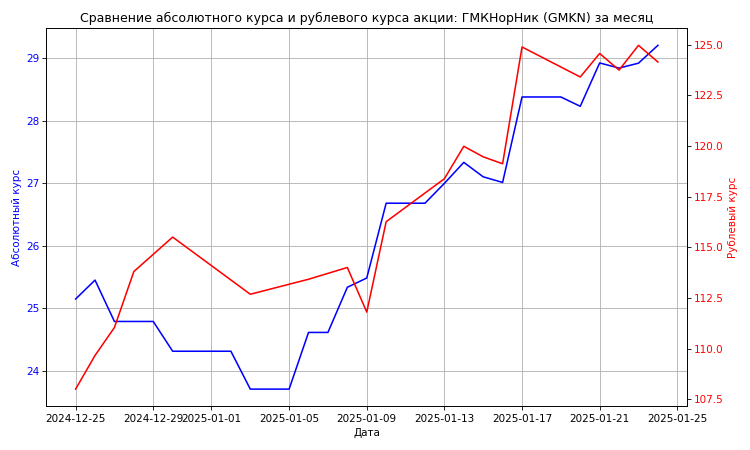 Сравнение абсолютного курса и рублевого курса акции: ГМКНорНик (GMKN) за месяц
Абсолютный курс
29
28
27
26
25
24
125.0
122.5
120.0
117.5
115.0
112.5
110.0
107.5
Рублевый курс
2024-12-25 2024-12-29 2025-01-01 2025-01-05 2025-01-09 2025-01-13 2025-01-17 2025-01-21 2025-01-25
Дата